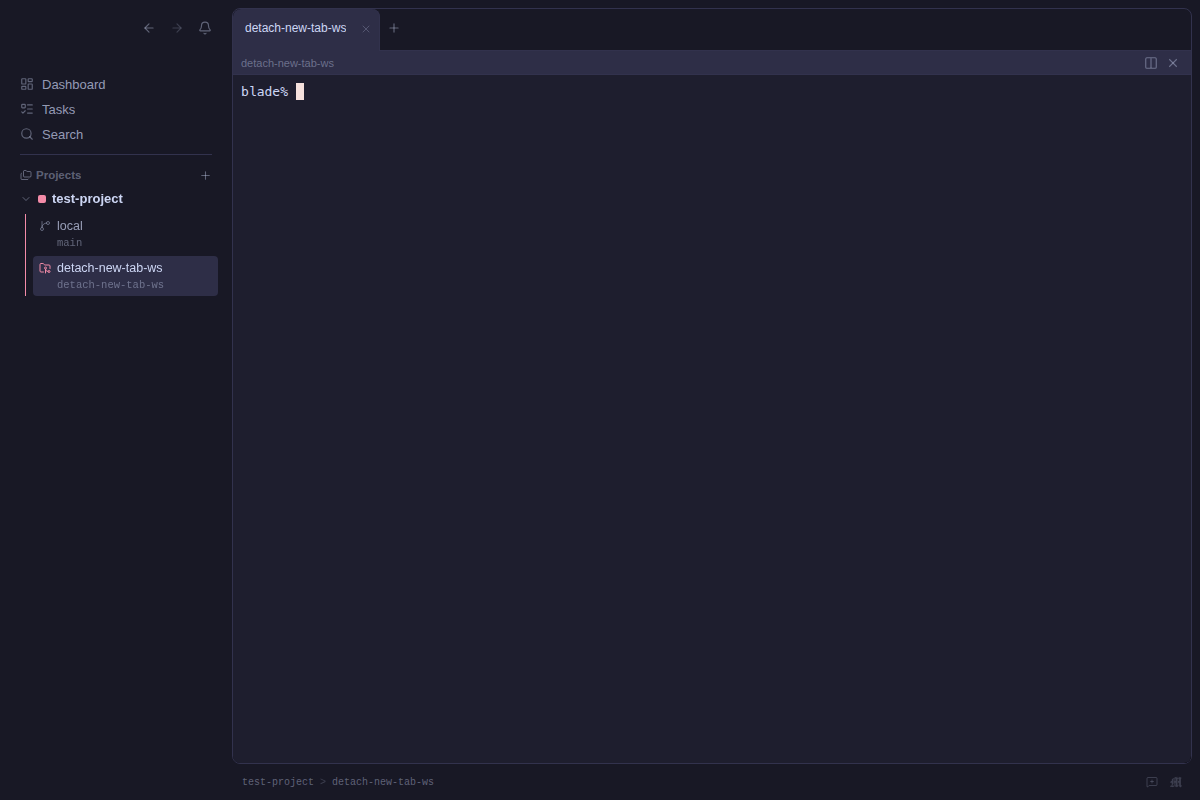 detach-new-tab-ws
detach-new-tab-ws
blade%
Dashboard
Tasks
Search
Projects
test-project
local
main
detach-new-tab-ws
detach-new-tab-ws
test-project > detach-new-tab-ws